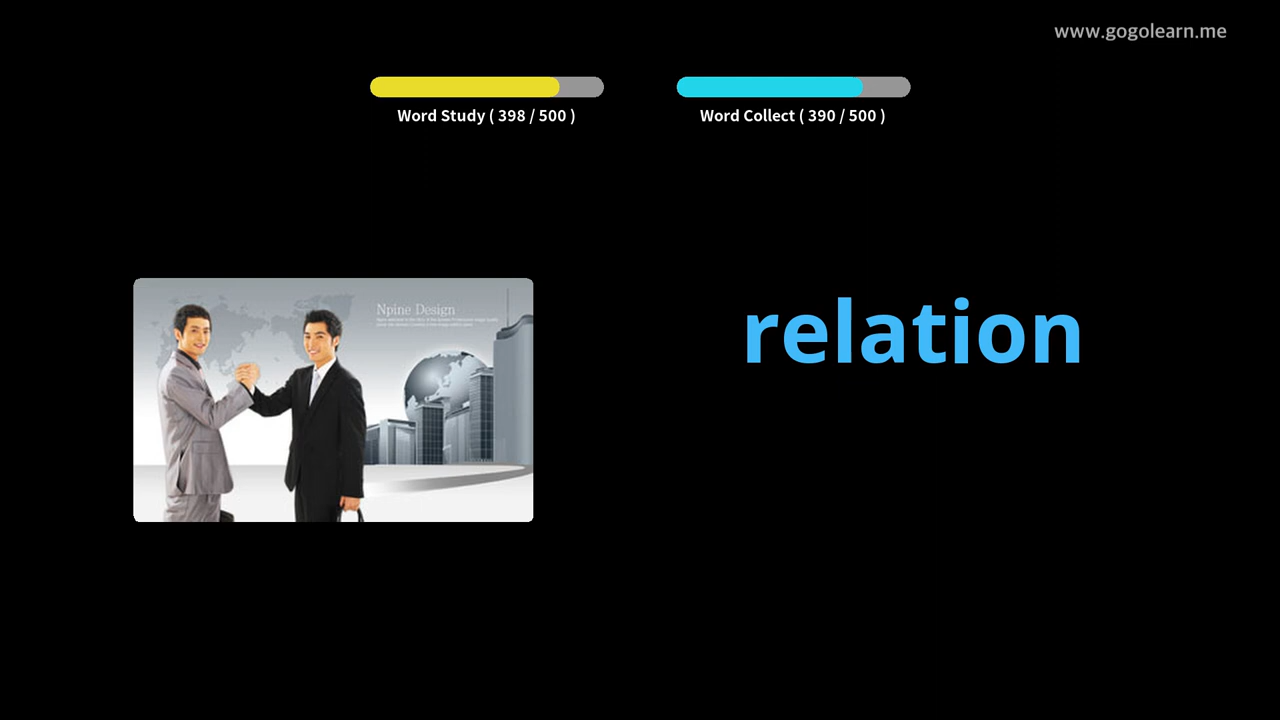 www.gogolearn.me
Word Study ( 398 / 500 )
Word Collect ( 390 / 500 )
Npine Design
relation